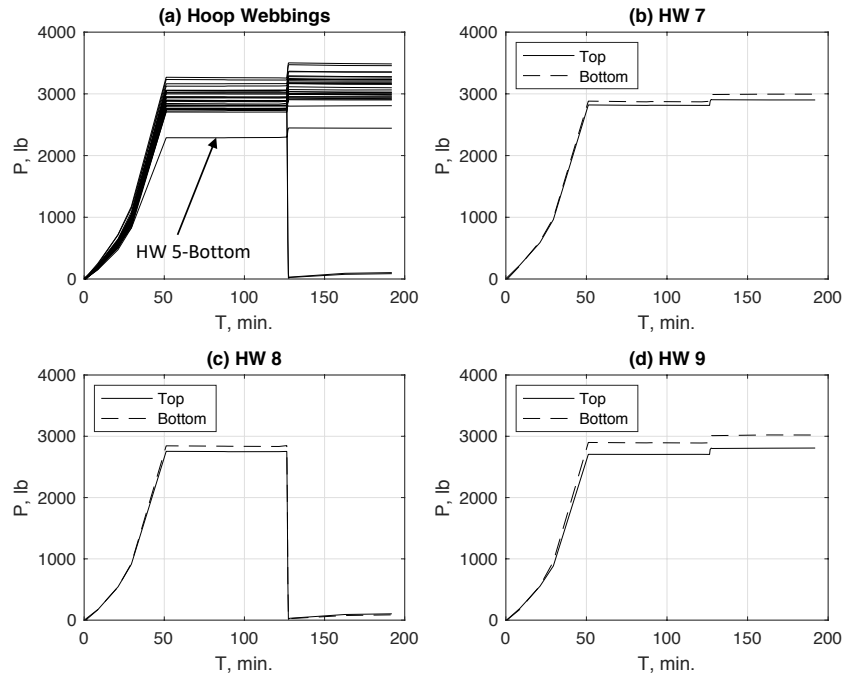 (a) Hoop Webbings
4000
3000
2000
1000
0
P, lb
HW 5-Bottom
0 50 100 150 200
T, min.
(b) HW 7
4000
3000
2000
1000
0
P, lb
Top
Bottom
0 50 100 150 200
T, min.
(c) HW 8
4000
3000
2000
1000
0
P, lb
Top
Bottom
0 50 100 150 200
T, min.
(d) HW 9
4000
3000
2000
1000
0
P, lb
Top
Bottom
0 50 100 150 200
T, min.